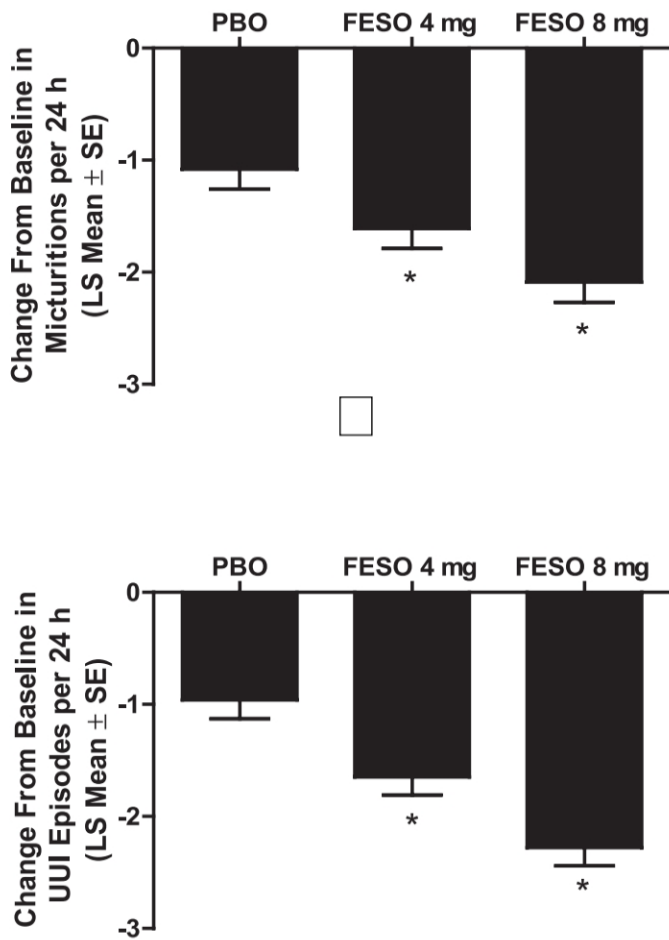 PBO FESO 4 mg FESO 8 mg
Change From Baseline in
Micturitions per 24 h
(LS Mean ± SE)
0
-1
-2
-3
*
*
PBO FESO 4 mg FESO 8 mg
Change From Baseline in
UUI Episodes per 24 h
(LS Mean ± SE)
0
-1
-2
-3
*
*